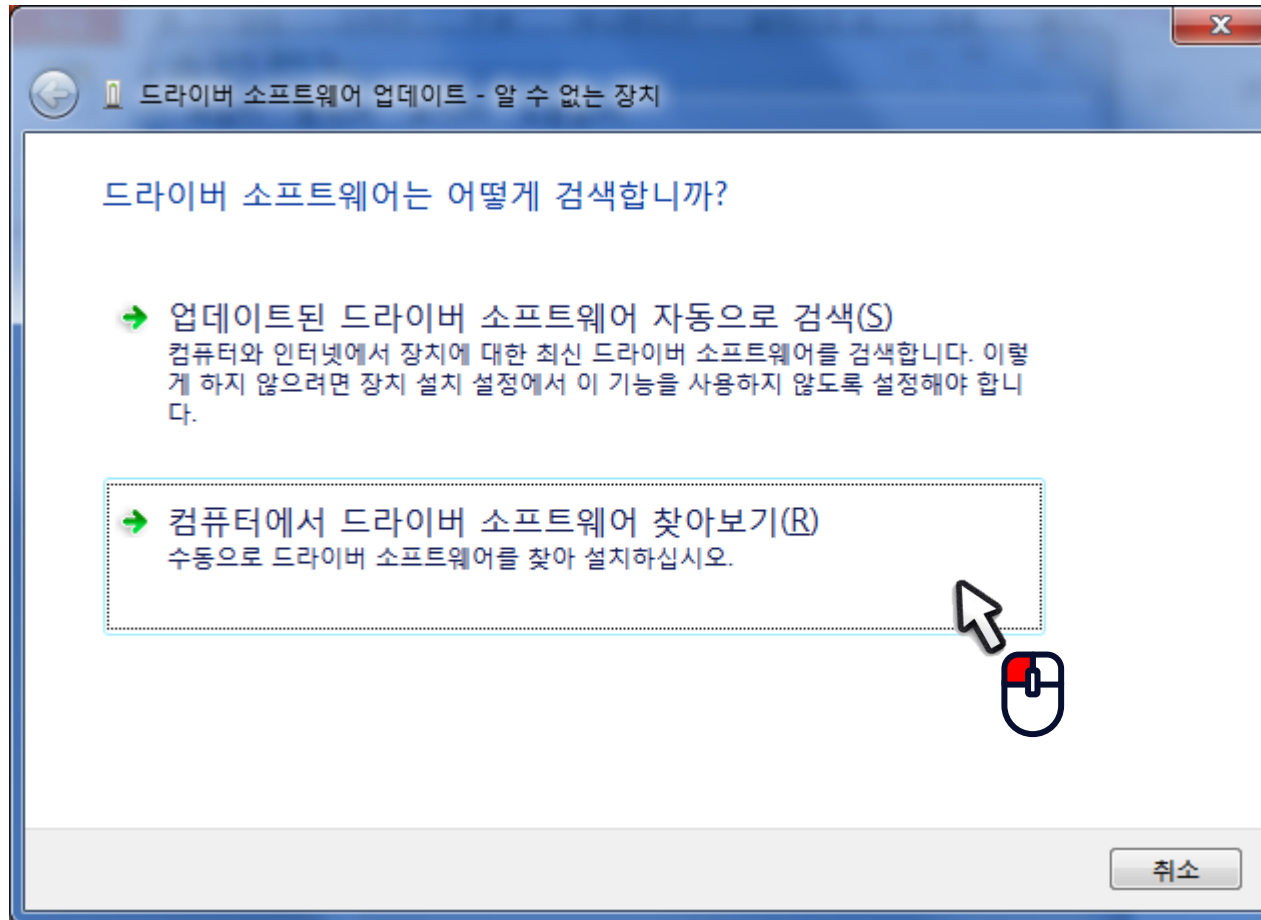 드라이버 소프트웨어 업데이트 - 알 수 없는 장치
드라이버 소프트웨어는 어떻게 검색합니까?
업데이트된 드라이버 소프트웨어 자동으로 검색(S)
컴퓨터와 인터넷에서 장치에 대한 최신 드라이버 소프트웨어를 검색합니다. 이렇
게 하지 않으려면 장치 설치 설정에서 이 기능을 사용하지 않도록 설정해야 합니
다.
컴퓨터에서 드라이버 소프트웨어 찾아보기(R)
수동으로 드라이버 소프트웨어를 찾아 설치하십시오.
취소